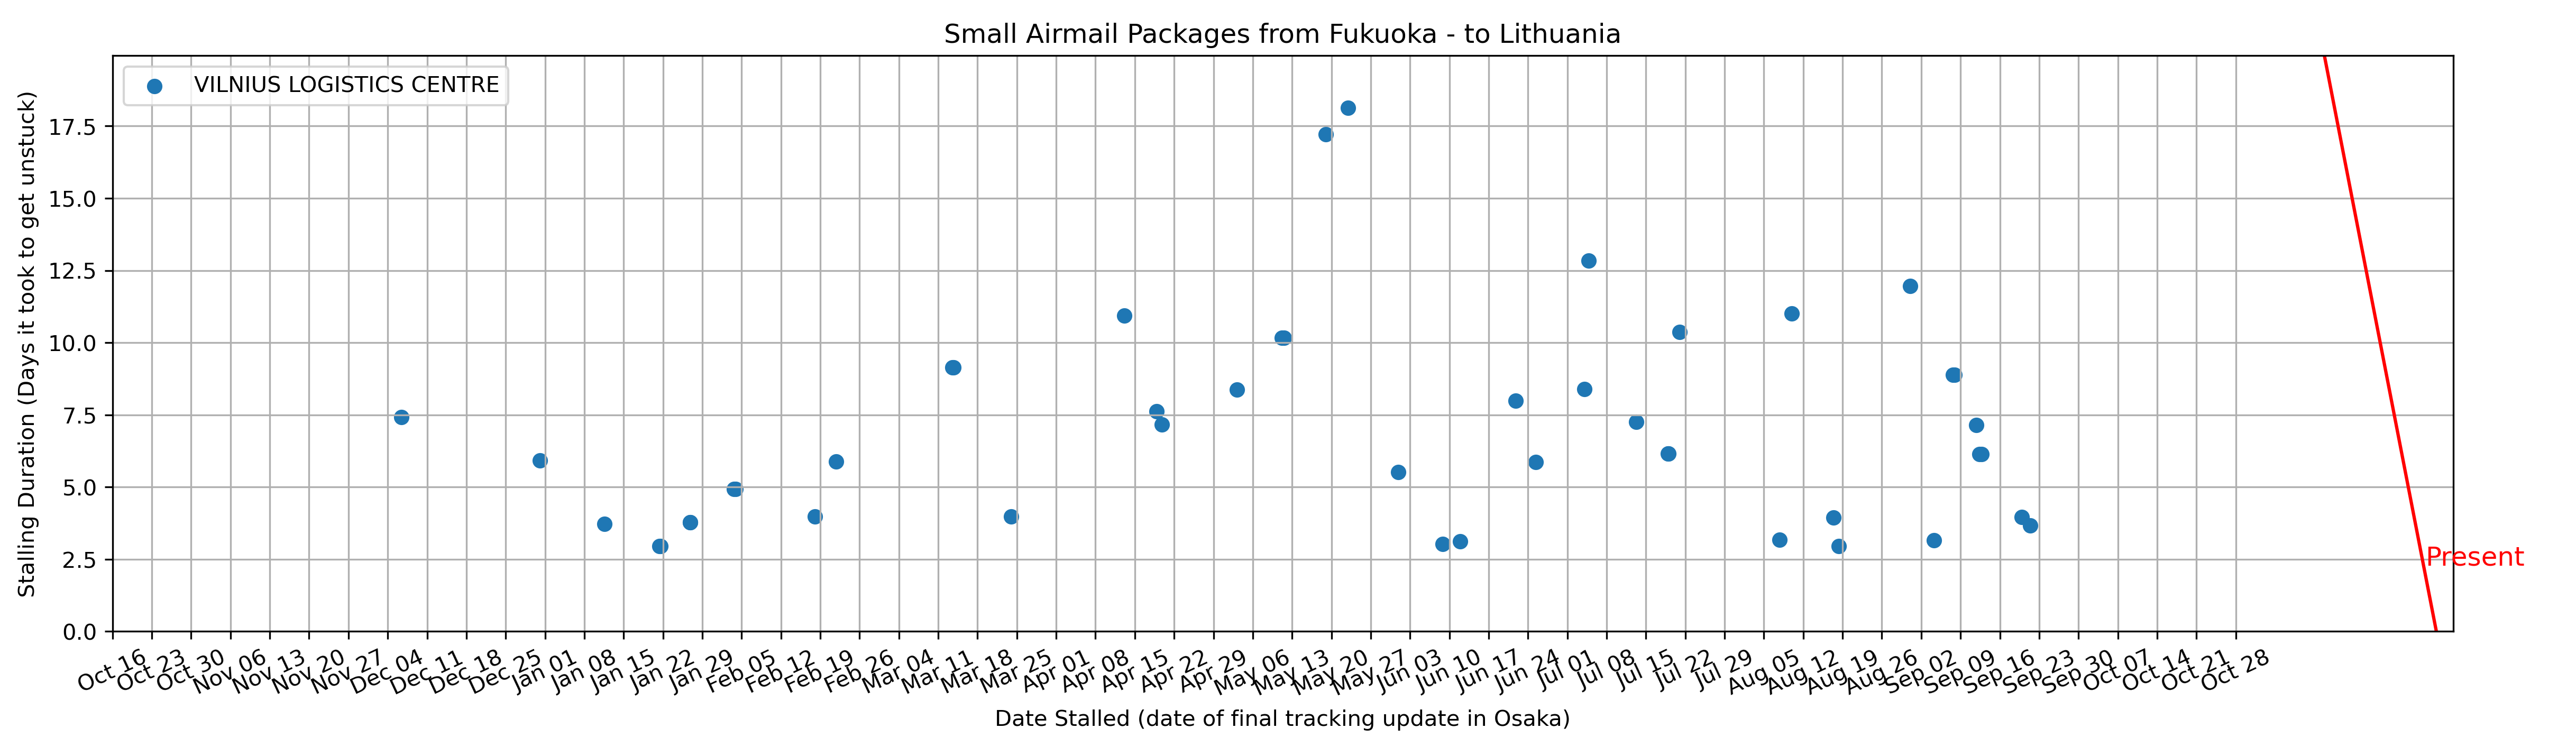 Small Airmail Packages from Fukuoka - to Lithuania
VILNIUS LOGISTICS CENTRE
Stalling Duration (Days it took to get unstuck)
17.5
15.0
12.5
10.0
7.5
5.0
2.5
0.0
Present
Oct 16
Oct 23
Oct 30
Nov 06
Nov 13
Nov 20
Nov 27
Dec 04
Dec 11
Dec 18
Dec 25
Jan 01
Jan 08
Jan 15
Jan 22
Jan 29
Feb 05
Feb 12
Feb 19
Feb 26
Mar 04
Mar 11
Mar 18
Mar 25
Apr 01
Apr 08
Apr 15
Apr 22
Apr 29
May 06
May 13
May 20
May 27
Jun 03
Jun 10
Jun 17
Jun 24
Jul 01
Jul 08
Jul 15
Jul 22
Jul 29
Aug 05
Aug 12
Aug 19
Aug 26
Sep 02
Sep 09
Sep 16
Sep 23
Sep 30
Oct 07
Oct 14
Oct 21
Oct 28
Date Stalled (date of final tracking update in Osaka)